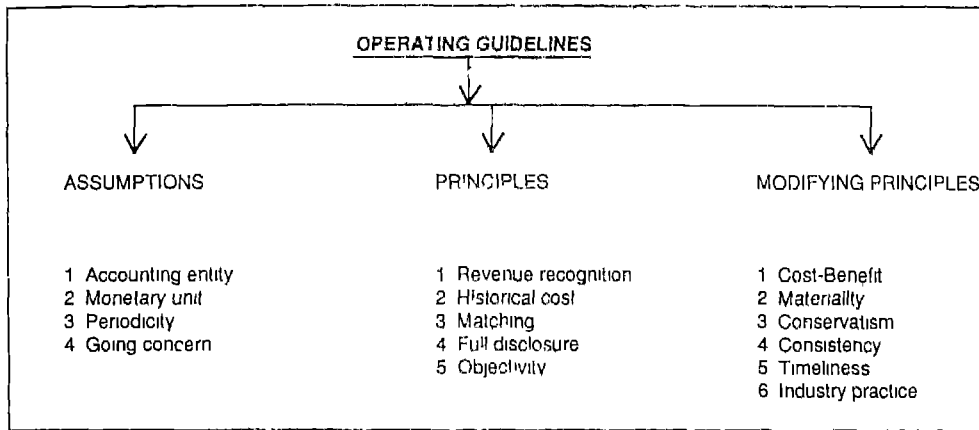 OPERATING GUIDELINES
ASSUMPTIONS
1 Accounting entity
2 Monetary unit
3 Periodicity
4 Going concern
PRINCIPLES
1 Revenue recognition
2 Historical cost
3 Matching
4 Full disclosure
5 Objectivity
MODIFYING PRINCIPLES
1 Cost-Benefit
2 Materiality
3 Conservatism
4 Consistency
5 Timeliness
6 Industry practice